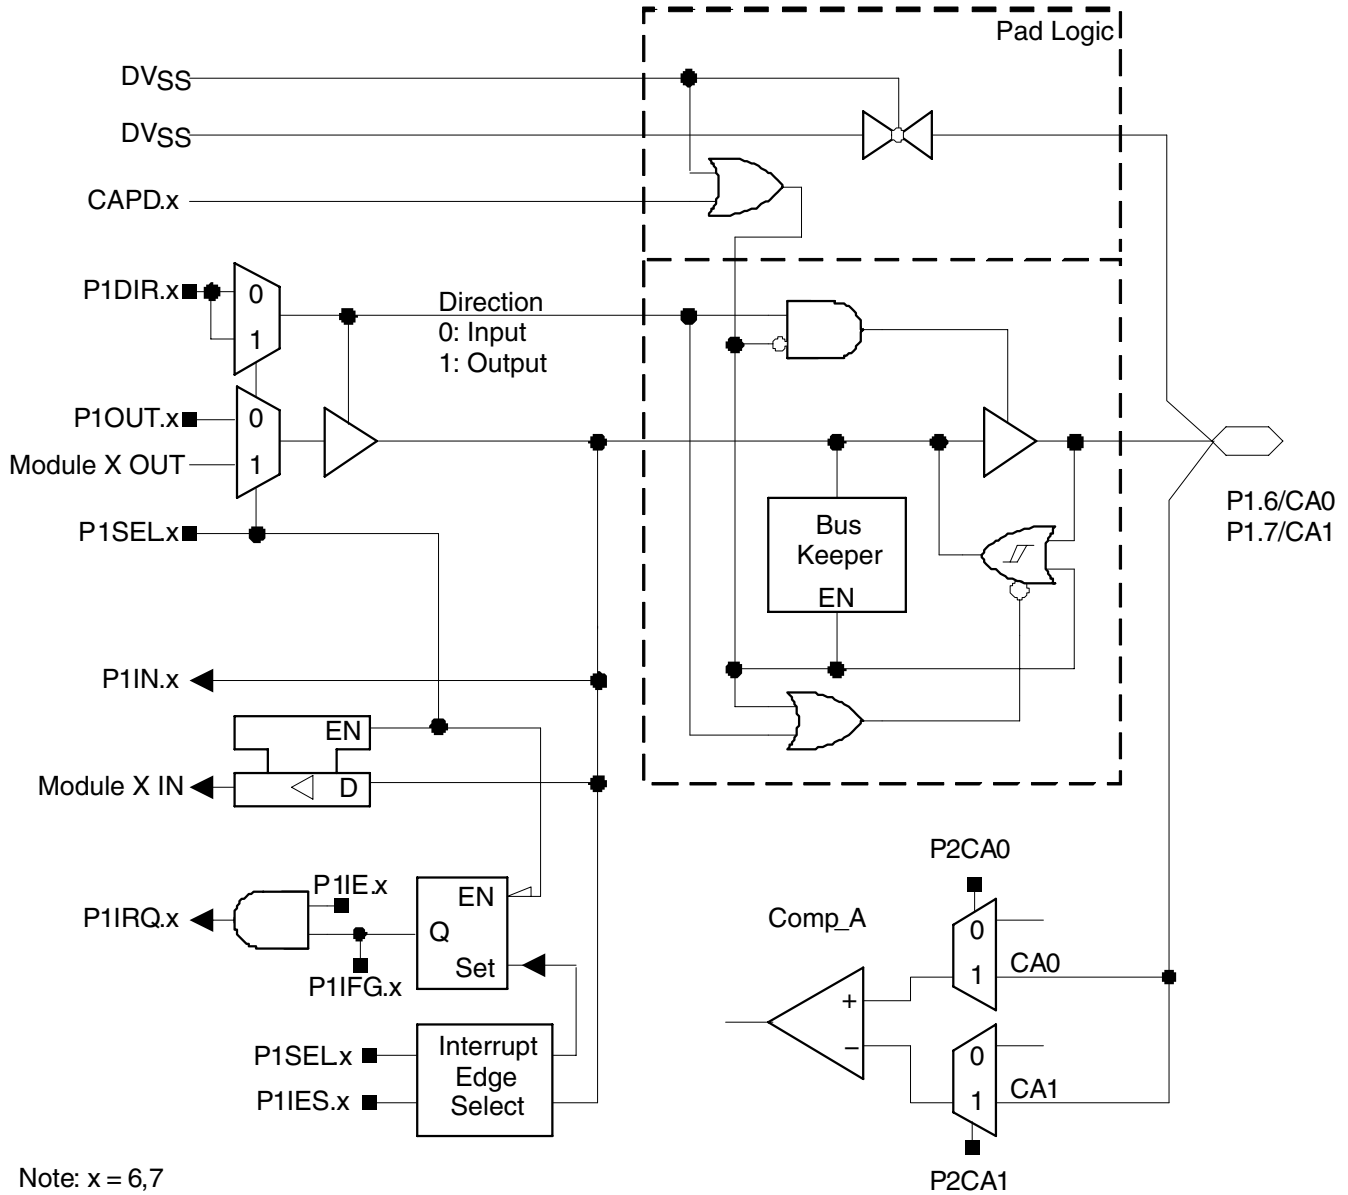 Pad Logic
DVSS
DVSS
CAPD.x
P1DIR.x
0
1
Direction
0: Input
1: Output
P1OUT.x
0
Module X OUT
1
P1SEL.x
P1.6/CA0
P1.7/CA1
Bus
Keeper
EN
P1IN.x
EN
Module X IN
D
P1IE.x
P1IRQ.x
EN
Q
Set
P1IFG.x
P1SEL.x
P1IES.x
Interrupt
Edge
Select
P2CA0
Comp_A
0
1
CA0
+
−
0
1
CA1
P2CA1
Note: x = 6,7